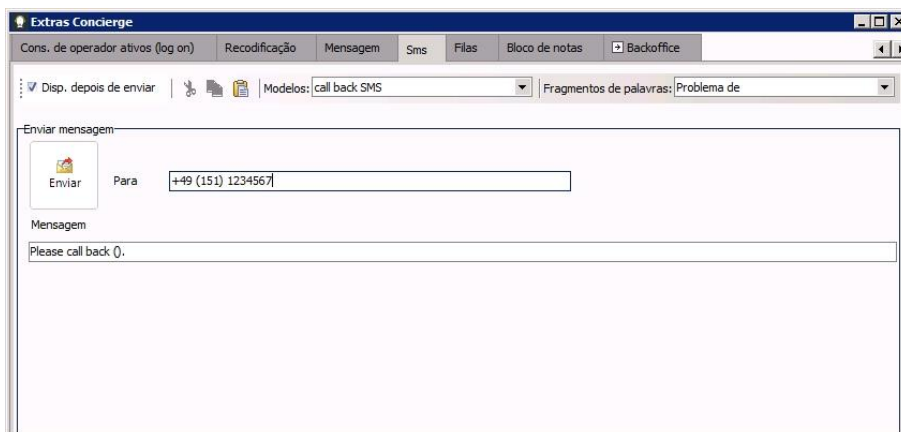 Extras Concierge
Cons. de operador ativos (log on) Recodificação Mensagem Sms Filas Bloco de notas Backoffice
Disp. depois de enviar Modelos: call back SMS Fragmentos de palavras: Problema de
Enviar mensagem
Enviar Para +49 (151) 1234567
Mensagem
Please call back ().